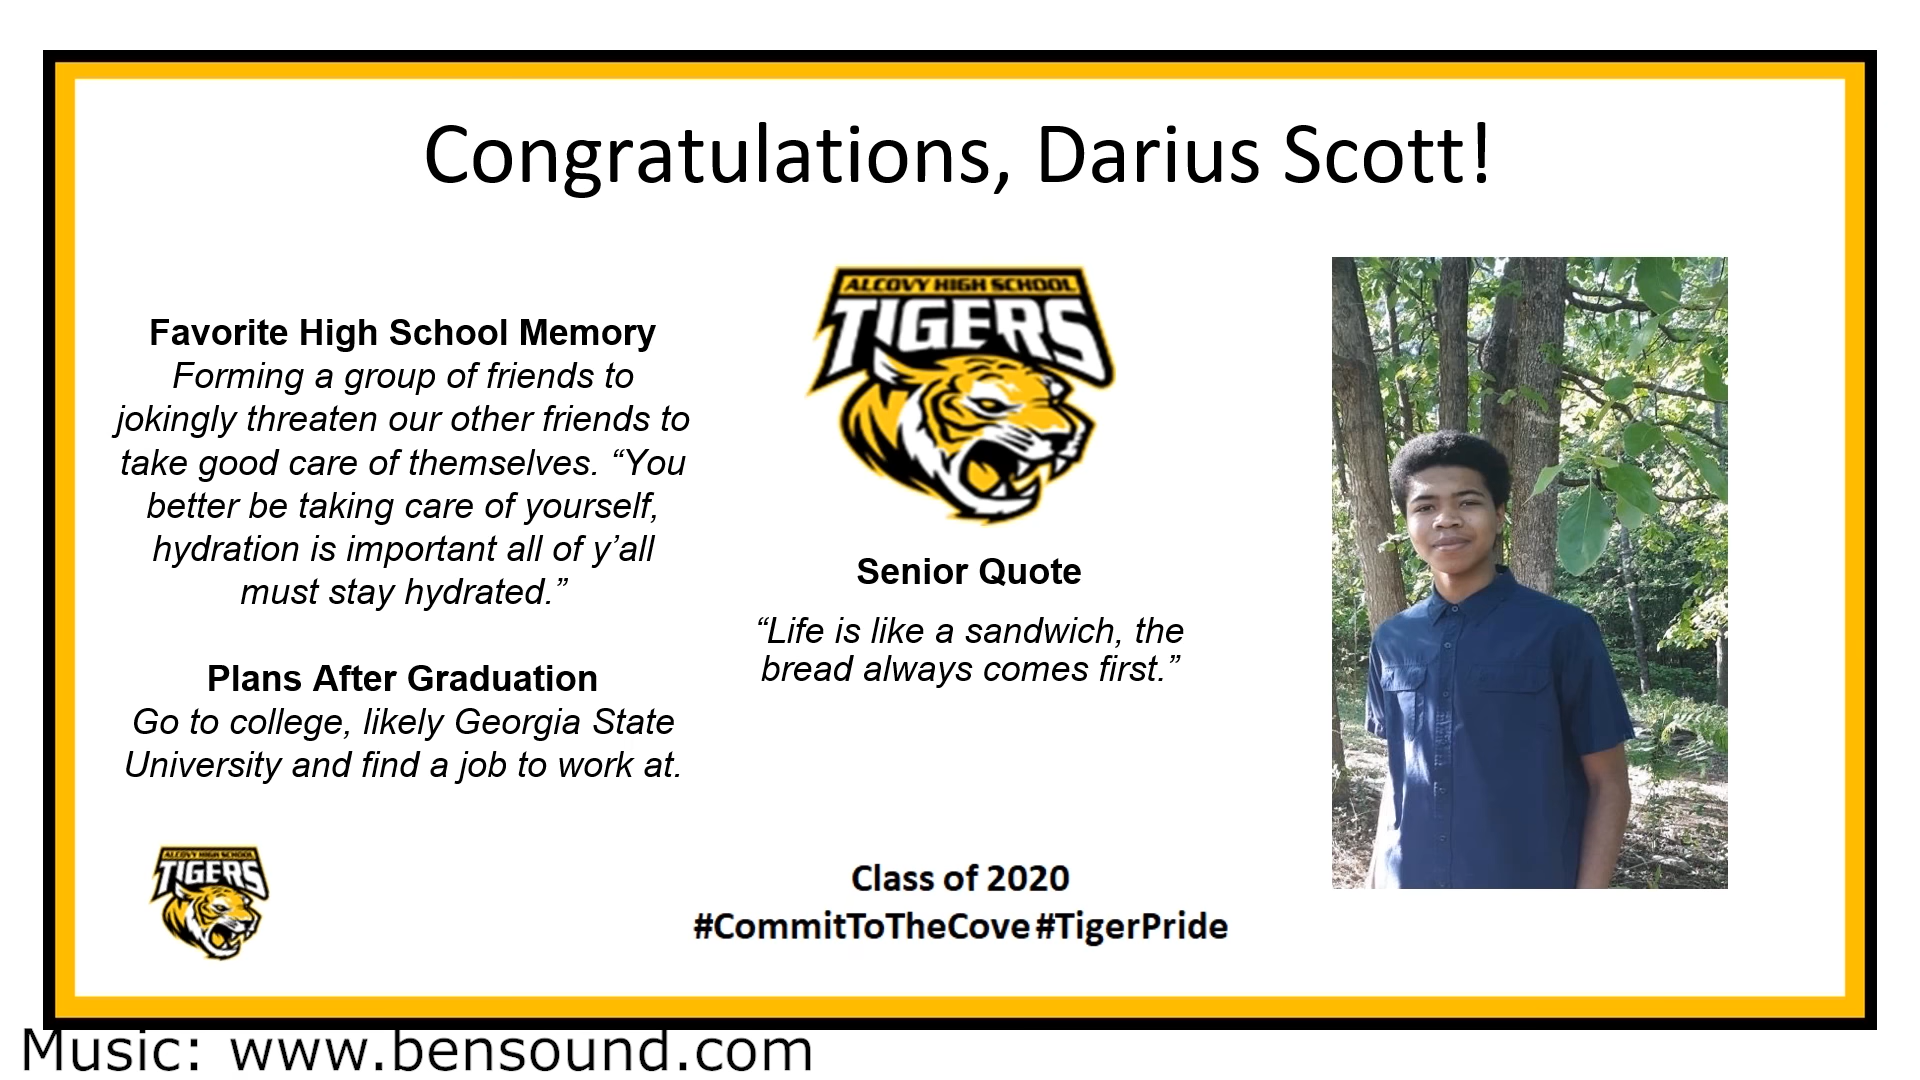 Congratulations, Darius Scott!
Favorite High School Memory
Forming a group of friends to
jokingly threaten our other friends to
take good care of themselves. “You
better be taking care of yourself,
hydration is important all of y’all
must stay hydrated.”
Plans After Graduation
Go to college, likely Georgia State
University and find a job to work at.
ALCOVY HIGH SCHOOL
TIGERS
Senior Quote
“Life is like a sandwich, the
bread always comes first.”
ALCOVY HIGH SCHOOL
TIGERS
Class of 2020
#CommitToTheCove #TigerPride
Music: www.bensound.com